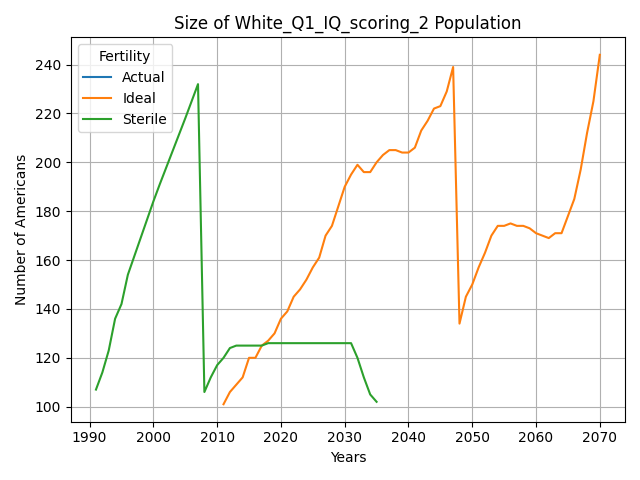 Size of White_Q1_IQ_scoring_2 Population
Fertility
Actual
Ideal
Sterile
Number of Americans
240
220
200
180
160
140
120
100
1990 2000 2010 2020 2030 2040 2050 2060 2070
Years